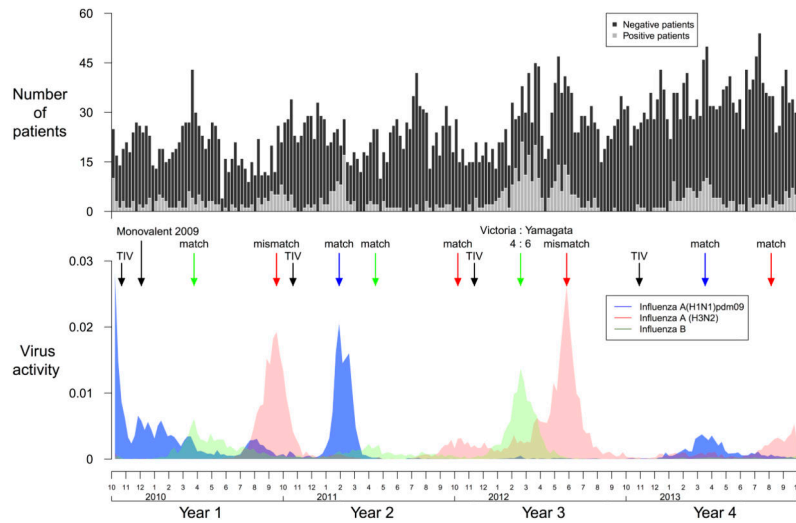 60
45
30
15
0
Number
of
patients
Negative patients
Positive patients
Monovalent 2009
Victoria : Yamagata
TIV
match
mismatch
TIV
match
match
match
TIV
4 : 6
mismatch
TIV
match
match
0.03
0.02
0.01
0
Virus
activity
Influenza A(H1N1)pdm09
Influenza A (H3N2)
Influenza B
10 11 12 1 2 3 4 5 6 7 8 9 10 11 12 1 2 3 4 5 6 7 8 9 10 11 12 1 2 3 4 5 6 7 8 9 10 11 12 1 2 3 4 5 6 7 8 9
2010 2011 2012 2013
Year 1 Year 2 Year 3 Year 4